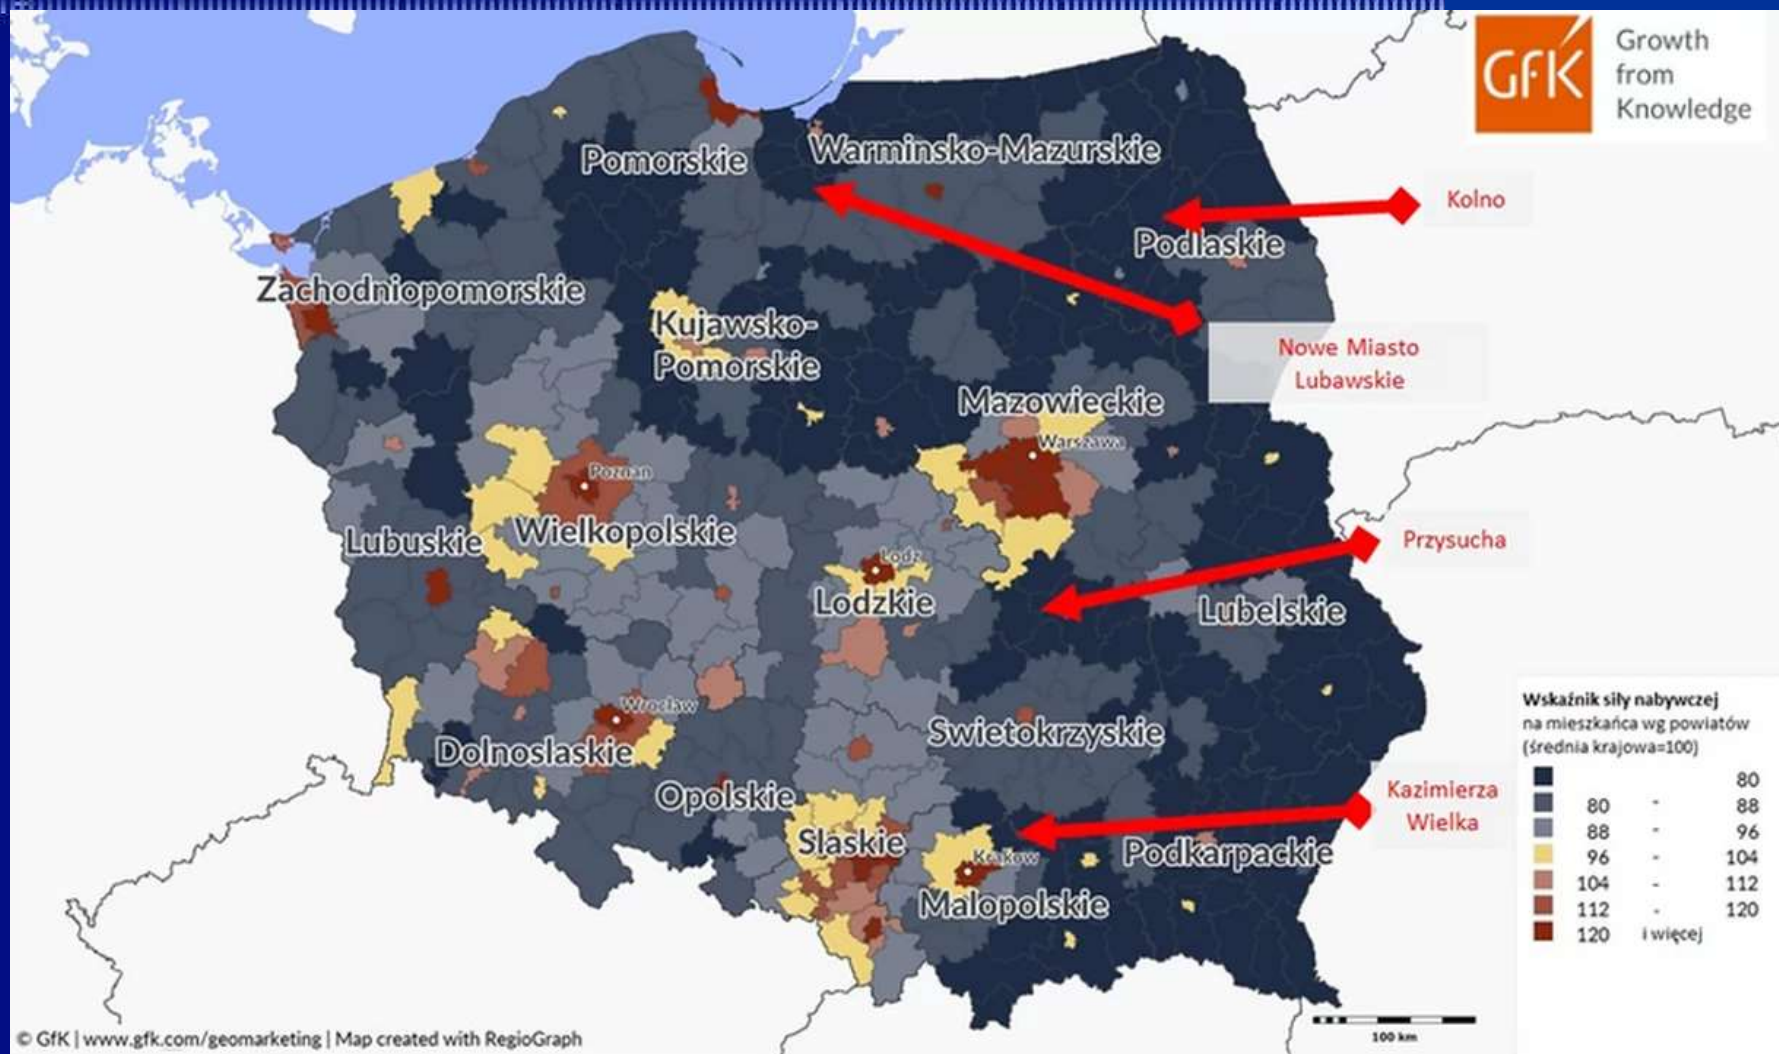 GfK
Growth
from
Knowledge
Pomorskie
Warminsko-Mazurskie
Kolno
Podlaskie
Zachodniopomorskie
Kujawsko-
Pomorskie
Nowe Miasto
Lubawskie
Mazowieckie
Warszawa
Poznan
Lubuskie
Wielkopolskie
Przysucha
Lodz
Lodzkie
Lubelskie
Wroclaw
Dolnoslaskie
Swietokrzyskie
Opolskie
Kazimierza
Wielka
Slaskie
Krakow
Podkarpackie
Malopolskie
Wskaźnik siły nabywczej
na mieszkańca wg powiatów
(średnia krajowa=100)
80
80 - 88
88 - 96
96 - 104
104 - 112
112 - 120
120 i więcej
100 km
© GfK | www.gfk.com/geomarketing | Map created with RegioGraph